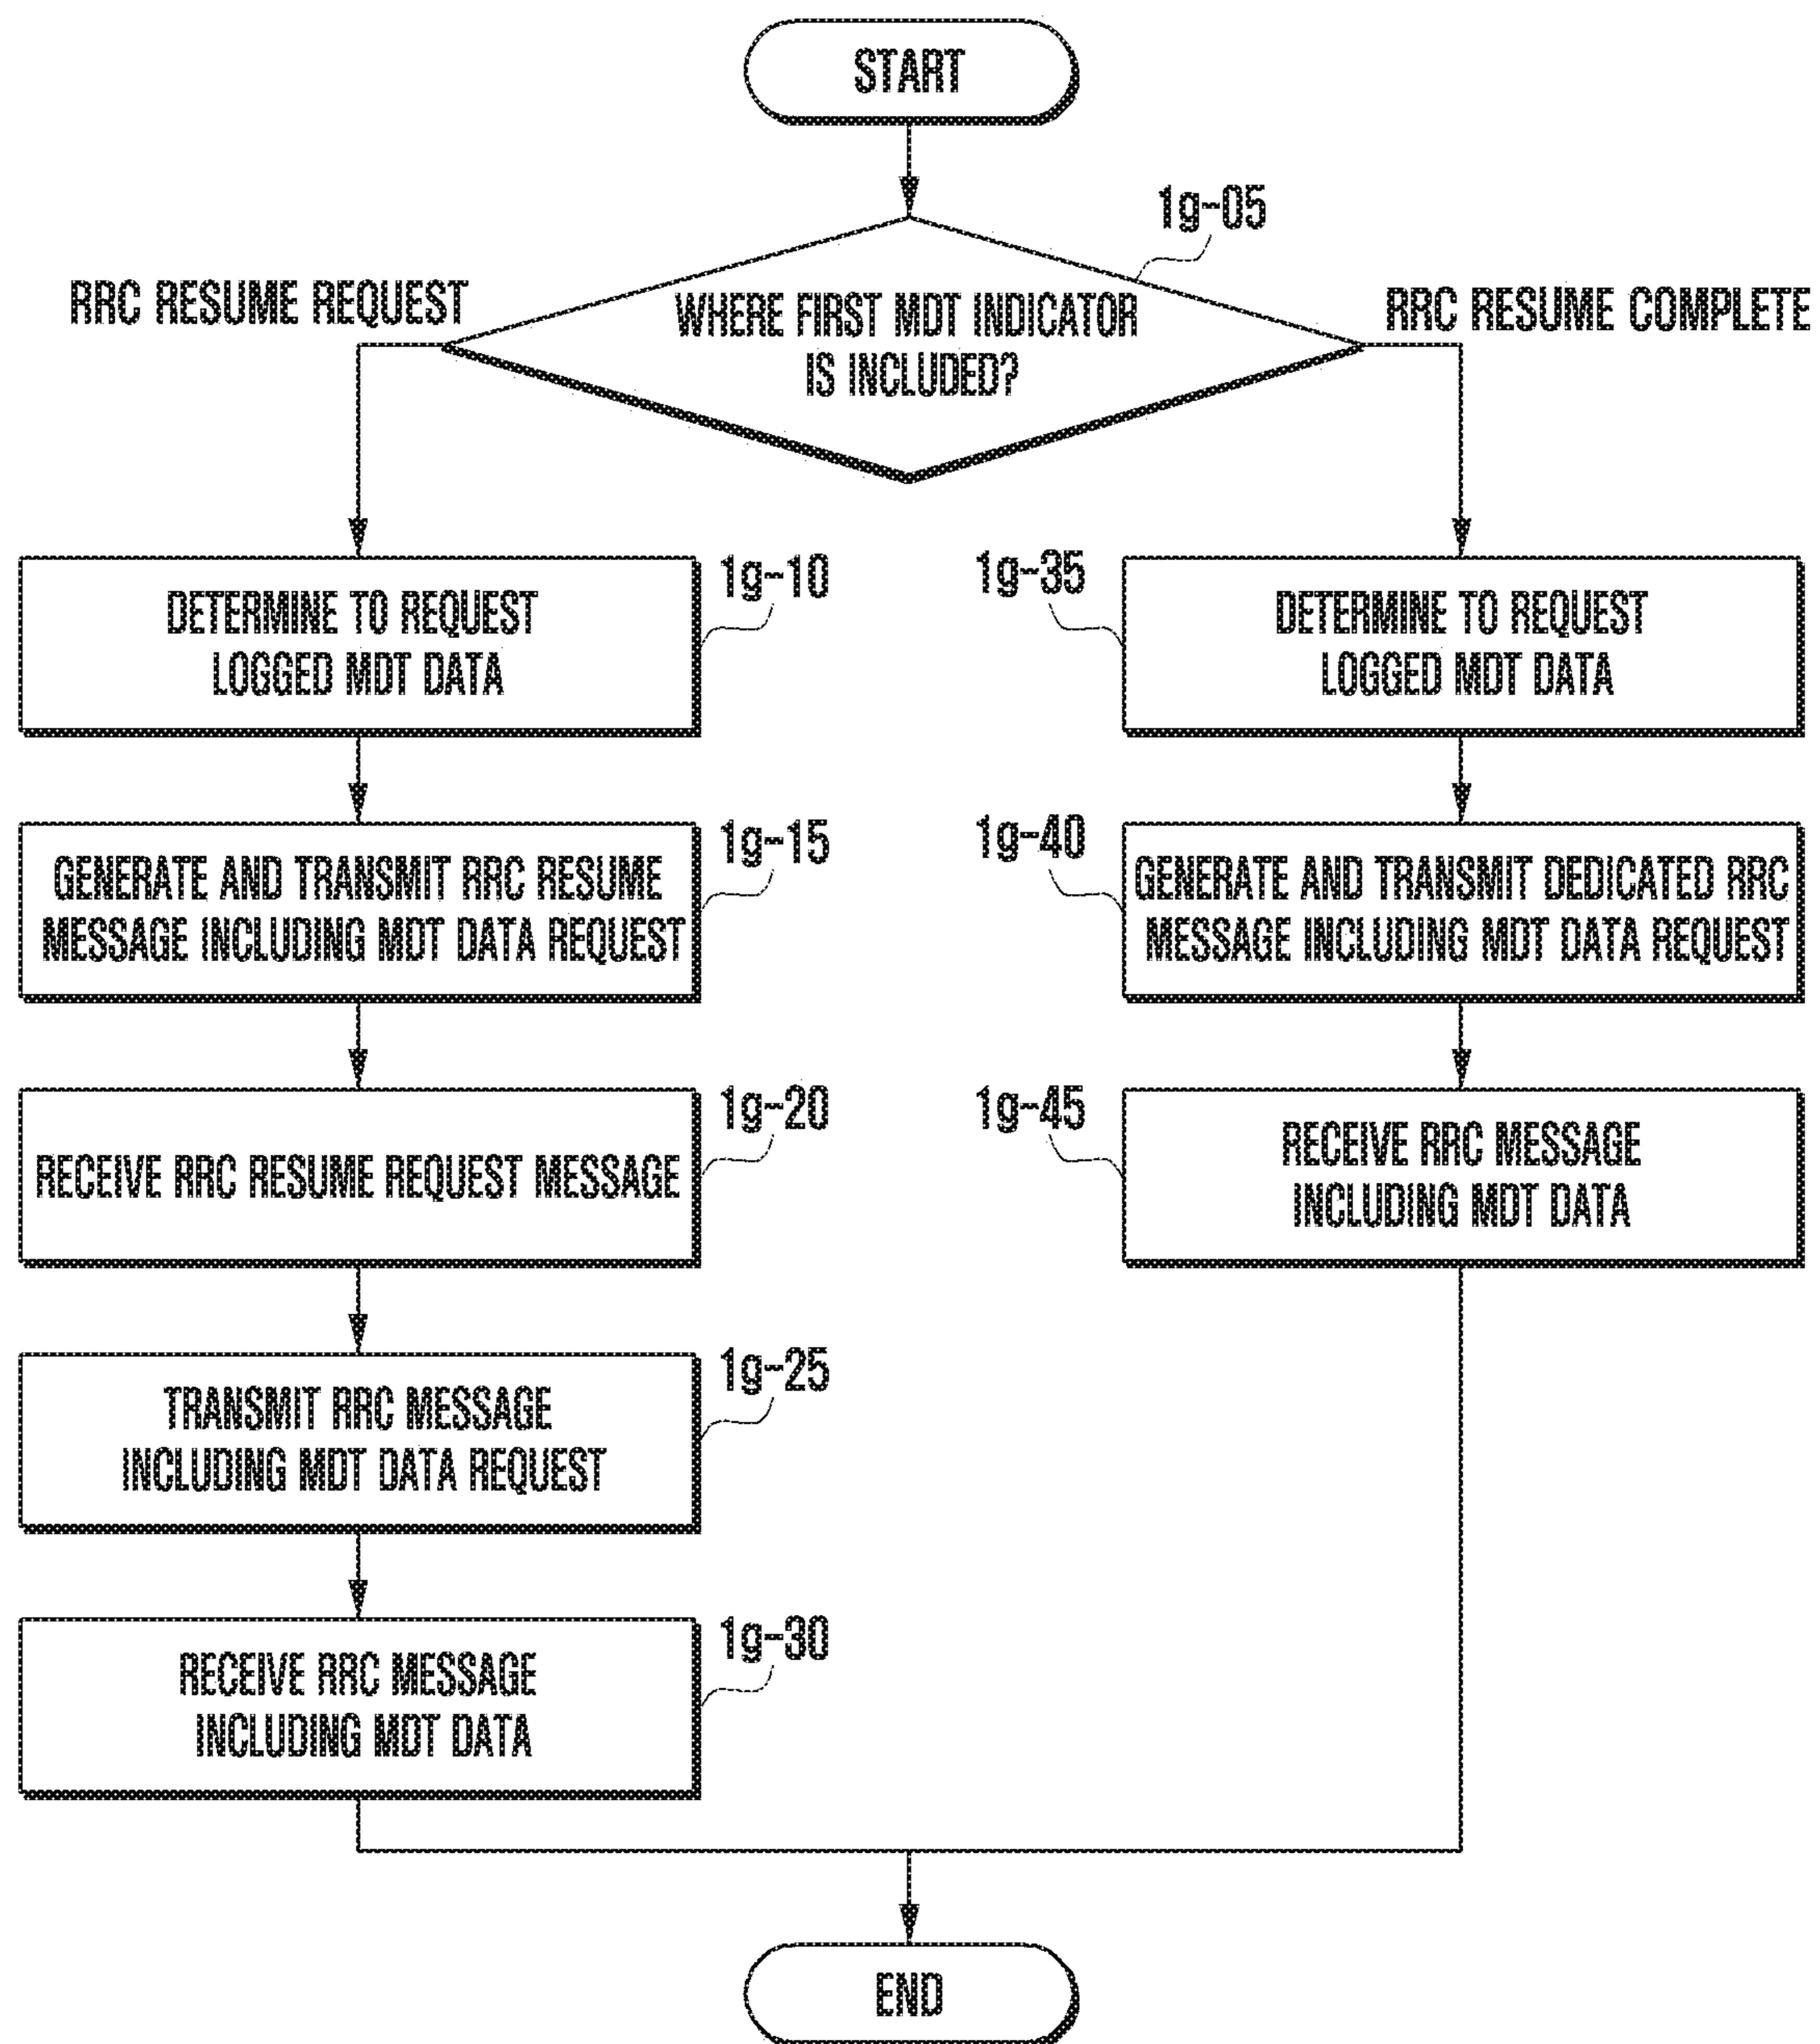 START
1g-05
RRC RESUME REQUEST
WHERE FIRST MDT INDICATOR
IS INCLUDED?
RRC RESUME COMPLETE
DETERMINE TO REQUEST
LOGGED MDT DATA
1g-10
GENERATE AND TRANSMIT RRC RESUME
MESSAGE INCLUDING MDT DATA REQUEST
1g-15
RECEIVE RRC RESUME REQUEST MESSAGE
1g-20
TRANSMIT RRC MESSAGE
INCLUDING MDT DATA REQUEST
1g-25
RECEIVE RRC MESSAGE
INCLUDING MDT DATA
1g-30
1g-35
DETERMINE TO REQUEST
LOGGED MDT DATA
1g-40
GENERATE AND TRANSMIT DEDICATED RRC
MESSAGE INCLUDING MDT DATA REQUEST
1g-45
RECEIVE RRC MESSAGE
INCLUDING MDT DATA
END